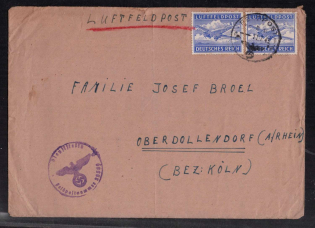 LUFTFELDPOST
LUFTFELDPOST LUFTFELDPOST
DEUTSCHES REICH DEUTSCHES REICH
FAMILIE JOSEF BROEL
OBERDOLLENDORF (A/RHEIN)
(BEZ: KÖLN)